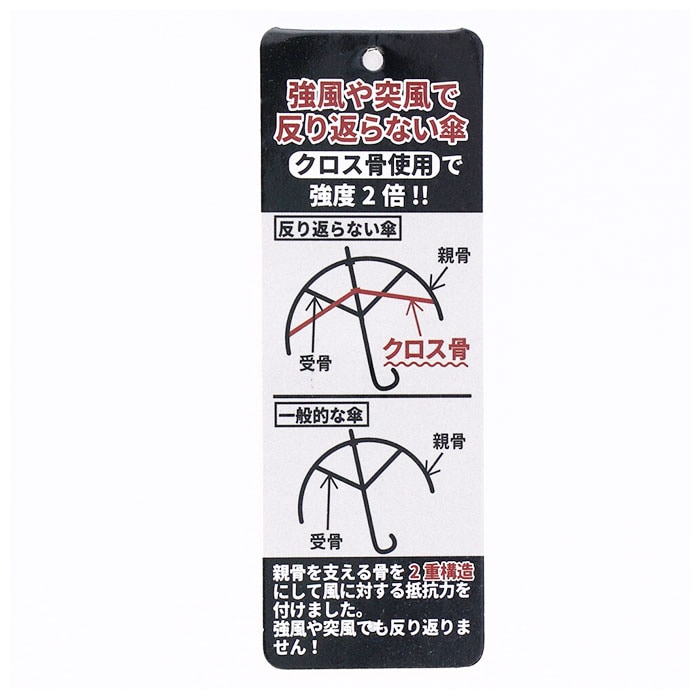 強風や突風で
反り返らない傘
クロス骨使用で
強度2倍!!
反り返らない傘
親骨
クロス骨
受骨
一般的な傘
親骨
受骨
親骨を支える骨を2重構造
にして風に対する抵抗力を
付けました。
強風や突風でも反り返りま
せん!